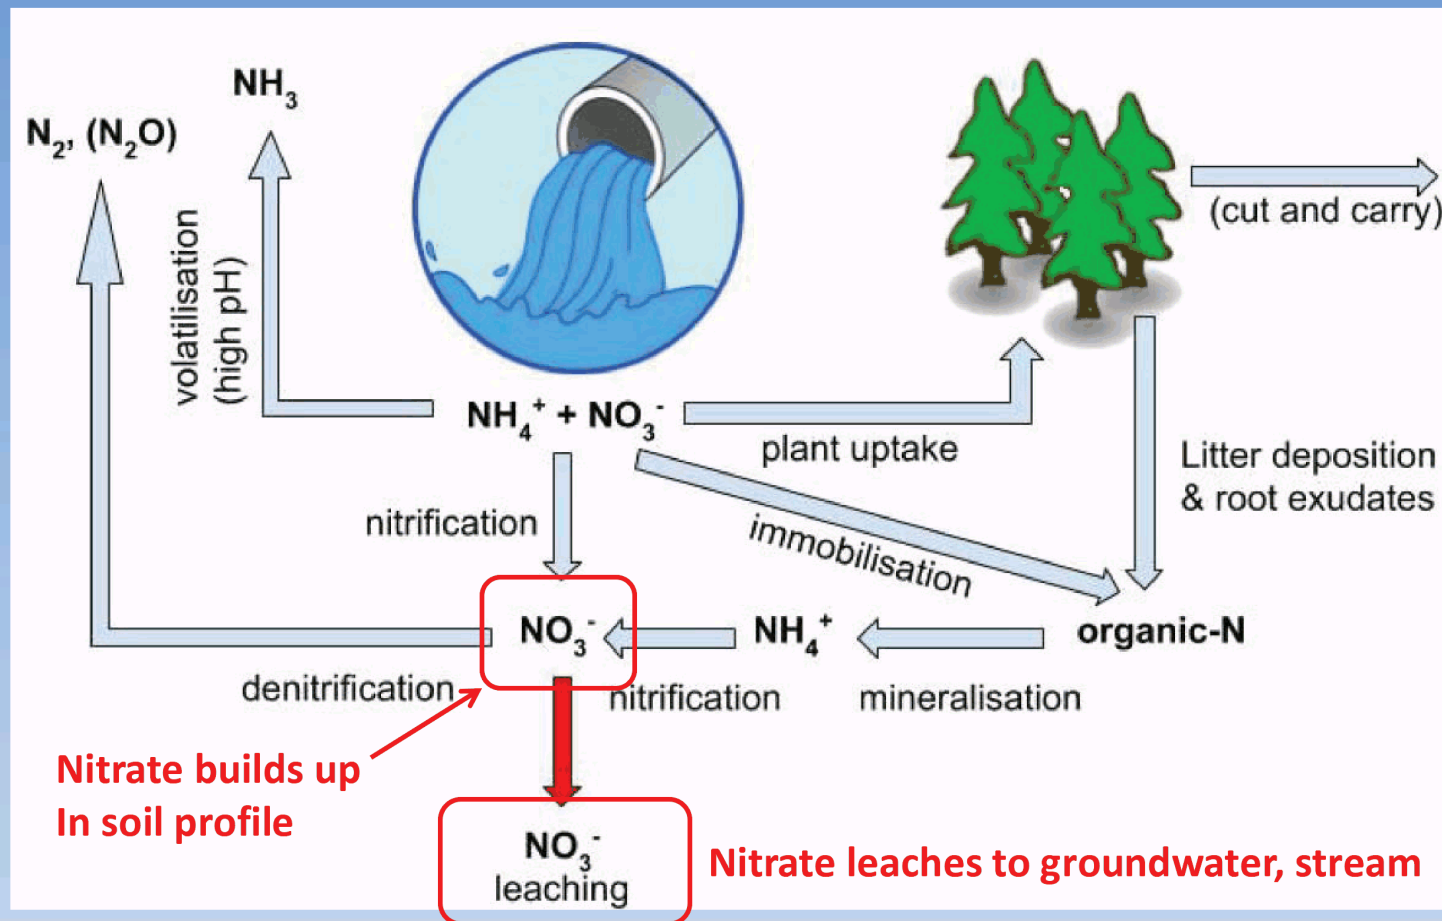 NH₃
N₂, (N₂O)
(cut and carry)
volatilisation
(high pH)
NH₄⁺ + NO₃⁻
plant uptake
Litter deposition
& root exudates
nitrification
immobilisation
NO₃⁻
NH₄⁺
organic-N
denitrification
nitrification
mineralisation
Nitrate builds up
In soil profile
NO₃⁻
leaching
Nitrate leaches to groundwater, stream